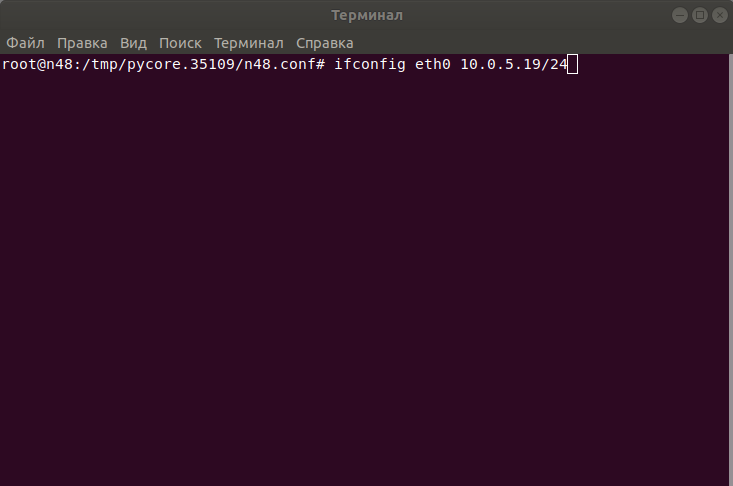 Терминал
Файл Правка Вид Поиск Терминал Справка
root@n48:/tmp/pycore.35109/n48.conf# ifconfig eth0 10.0.5.19/24